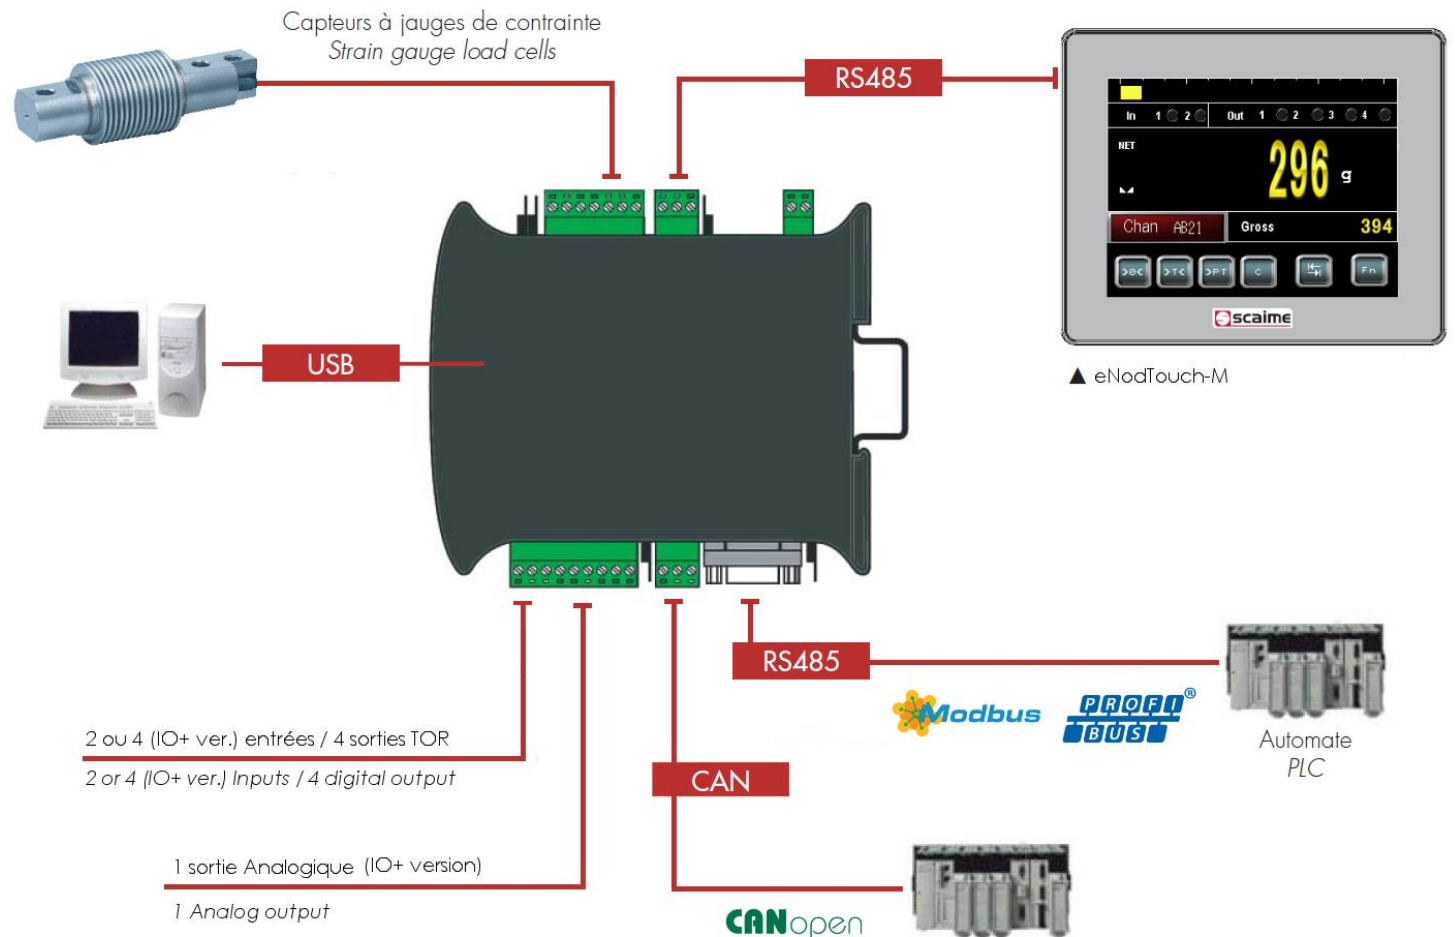 Capteurs à jauges de contrainte
Strain gauge load cells
RS485
In 1 2 Out 1 2 3 4
NET
296 g
Chan AB21 Gross 394
>0< >T< >PT C Fn
scaime
▲ eNodTouch-M
USB
RS485
Modbus
PROFI
BUS®
Automate
PLC
2 ou 4 (IO+ ver.) entrées / 4 sorties TOR
2 or 4 (IO+ ver.) Inputs / 4 digital output
CAN
1 sortie Analogique (IO+ version)
1 Analog output
CANopen